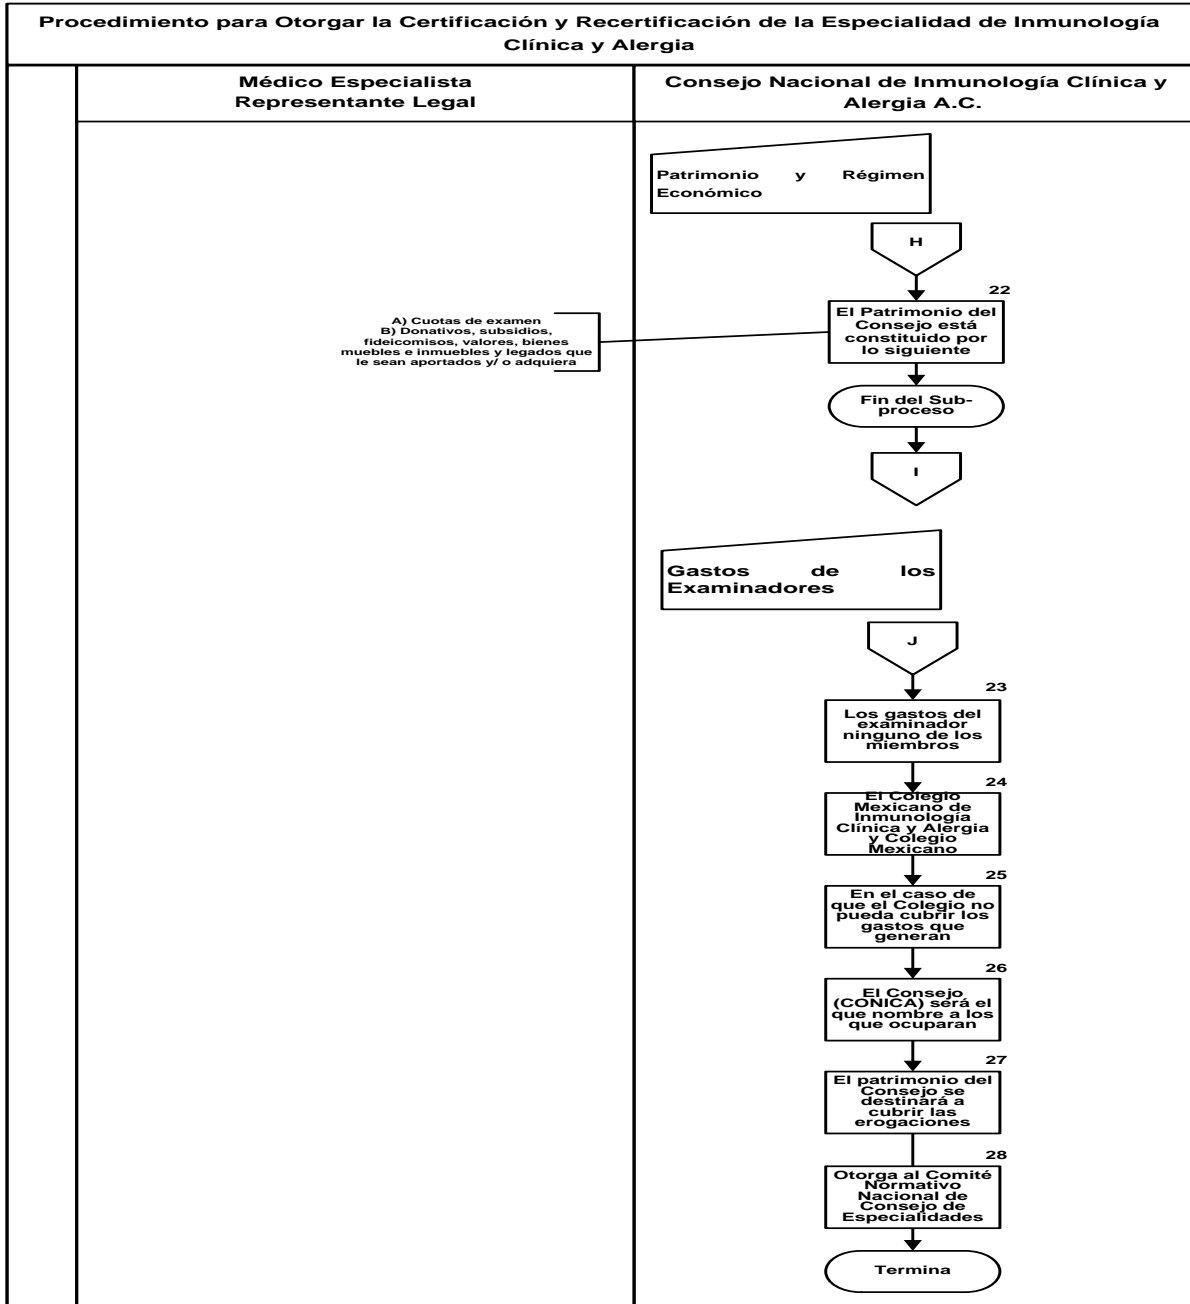 Procedimiento para Otorgar la Certificación y Recertificación de la Especialidad de Inmunología
Clínica y Alergia
Médico Especialista
Representante Legal
Consejo Nacional de Inmunología Clínica y
Alergia A.C.
Patrimonio y Régimen
Económico
H
22
El Patrimonio del
Consejo está
constituido por
lo siguiente
A) Cuotas de examen
B) Donativos, subsidios,
fideicomisos, valores, bienes
muebles e inmuebles y legados que
le sean aportados y/ o adquiera
Fin del Sub-
proceso
I
Gastos de los
Examinadores
J
23
Los gastos del
examinador
ninguno de los
miembros
24
El Colegio
Mexicano de
Inmunología
Clínica y Alergia
y Colegio
Mexicano
25
En el caso de
que el Colegio no
pueda cubrir los
gastos que
generan
26
El Consejo
(CONICA) será el
que nombre a los
que ocuparan
27
El patrimonio del
Consejo se
destinará a
cubrir las
erogaciones
28
Otorga al Comité
Normativo
Nacional de
Consejo de
Especialidades
Termina